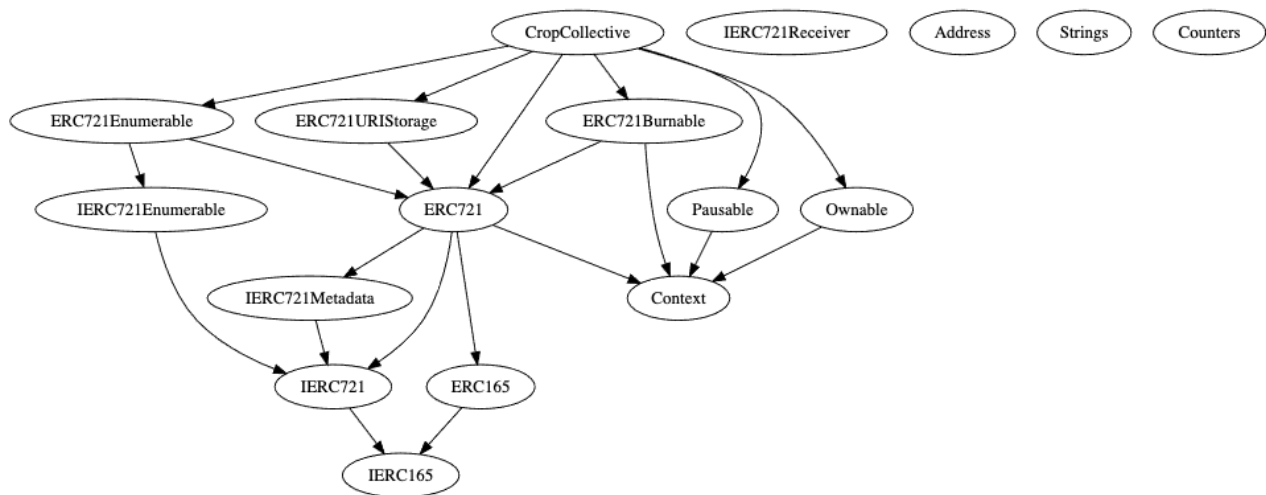 CropCollective
IERC721Receiver
Address
Strings
Counters
ERC721Enumerable
ERC721URIStorage
ERC721Burnable
IERC721Enumerable
ERC721
Pausable
Ownable
IERC721Metadata
Context
IERC721
ERC165
IERC165